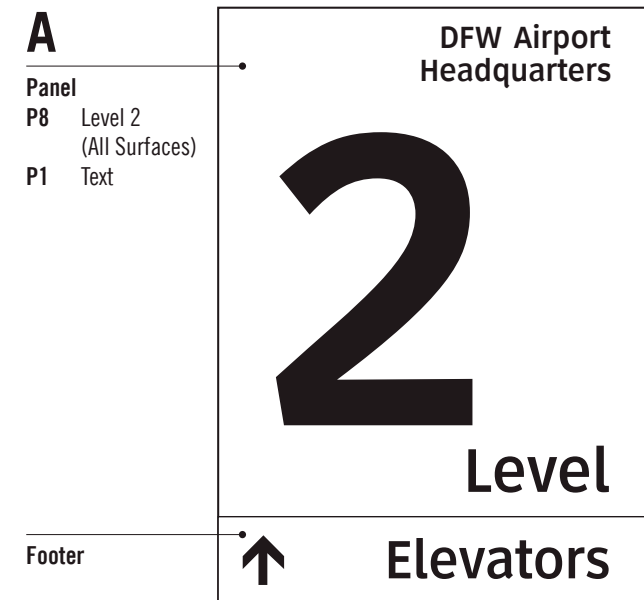 A
Panel
P8 Level 2
(All Surfaces)
P1 Text
DFW Airport
Headquarters
2
Level
Footer
Elevators